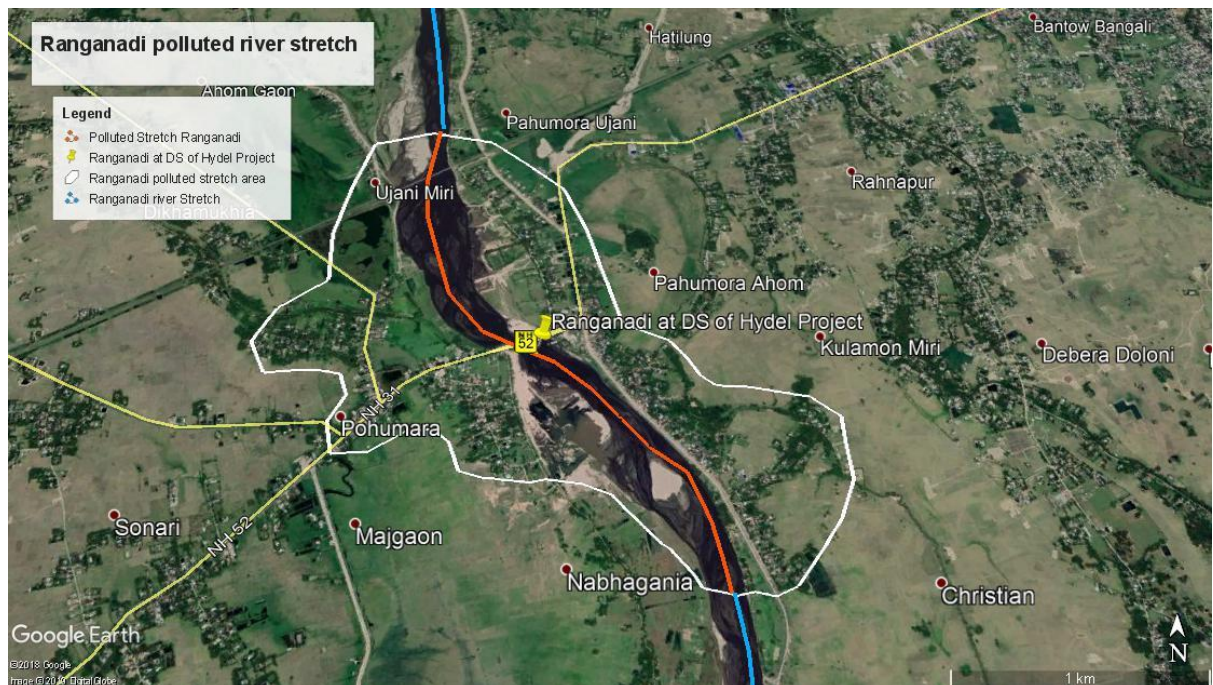 Ranganadi polluted river stretch
Legend
Polluted Stretch Ranganadi
Ranganadi at DS of Hydel Project
Ranganadi polluted stretch area
Ranganadi river Stretch
Bantow Bangali
Hatilung
Ahom Gaon
Pahumora Ujani
Ujani Miri
Rahnapur
Dikhamukhia
Pahumora Ahom
Ranganadi at DS of Hydel Project
NH
52
Kulamon Miri
Debera Doloni
NH-31
Pohumara
Sonari
NH-52
Majgaon
Nabhagania
Christian
Google Earth
©2018 Google
N
1 km